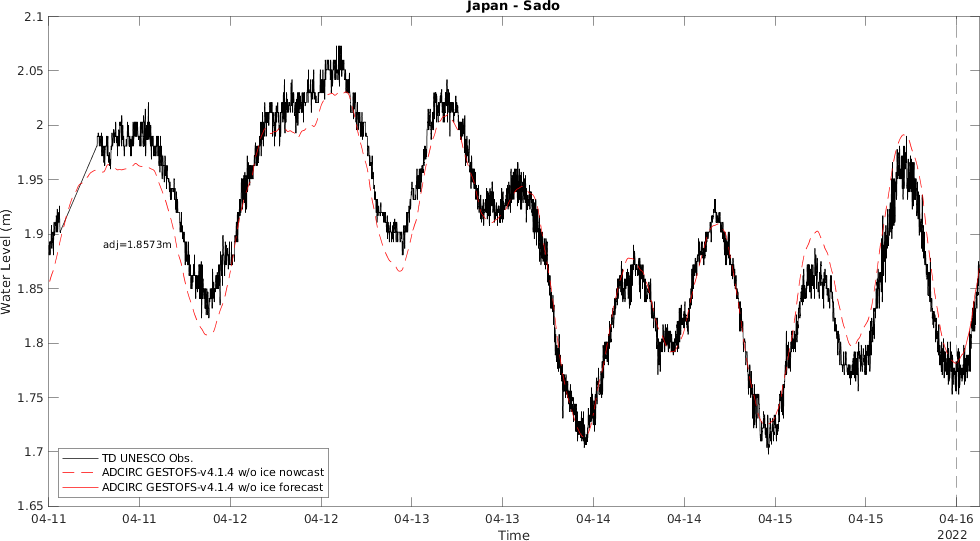 Japan - Sado
2.1
2.05
2
1.95
1.9
1.85
1.8
1.75
1.7
1.65
Water Level (m)
adj=1.8573m
TD UNESCO Obs.
ADCIRC GESTOFS-v4.1.4 w/o ice nowcast
ADCIRC GESTOFS-v4.1.4 w/o ice forecast
04-11 04-11 04-12 04-12 04-13 04-13 04-14 04-14 04-15 04-15 04-16
2022
Time